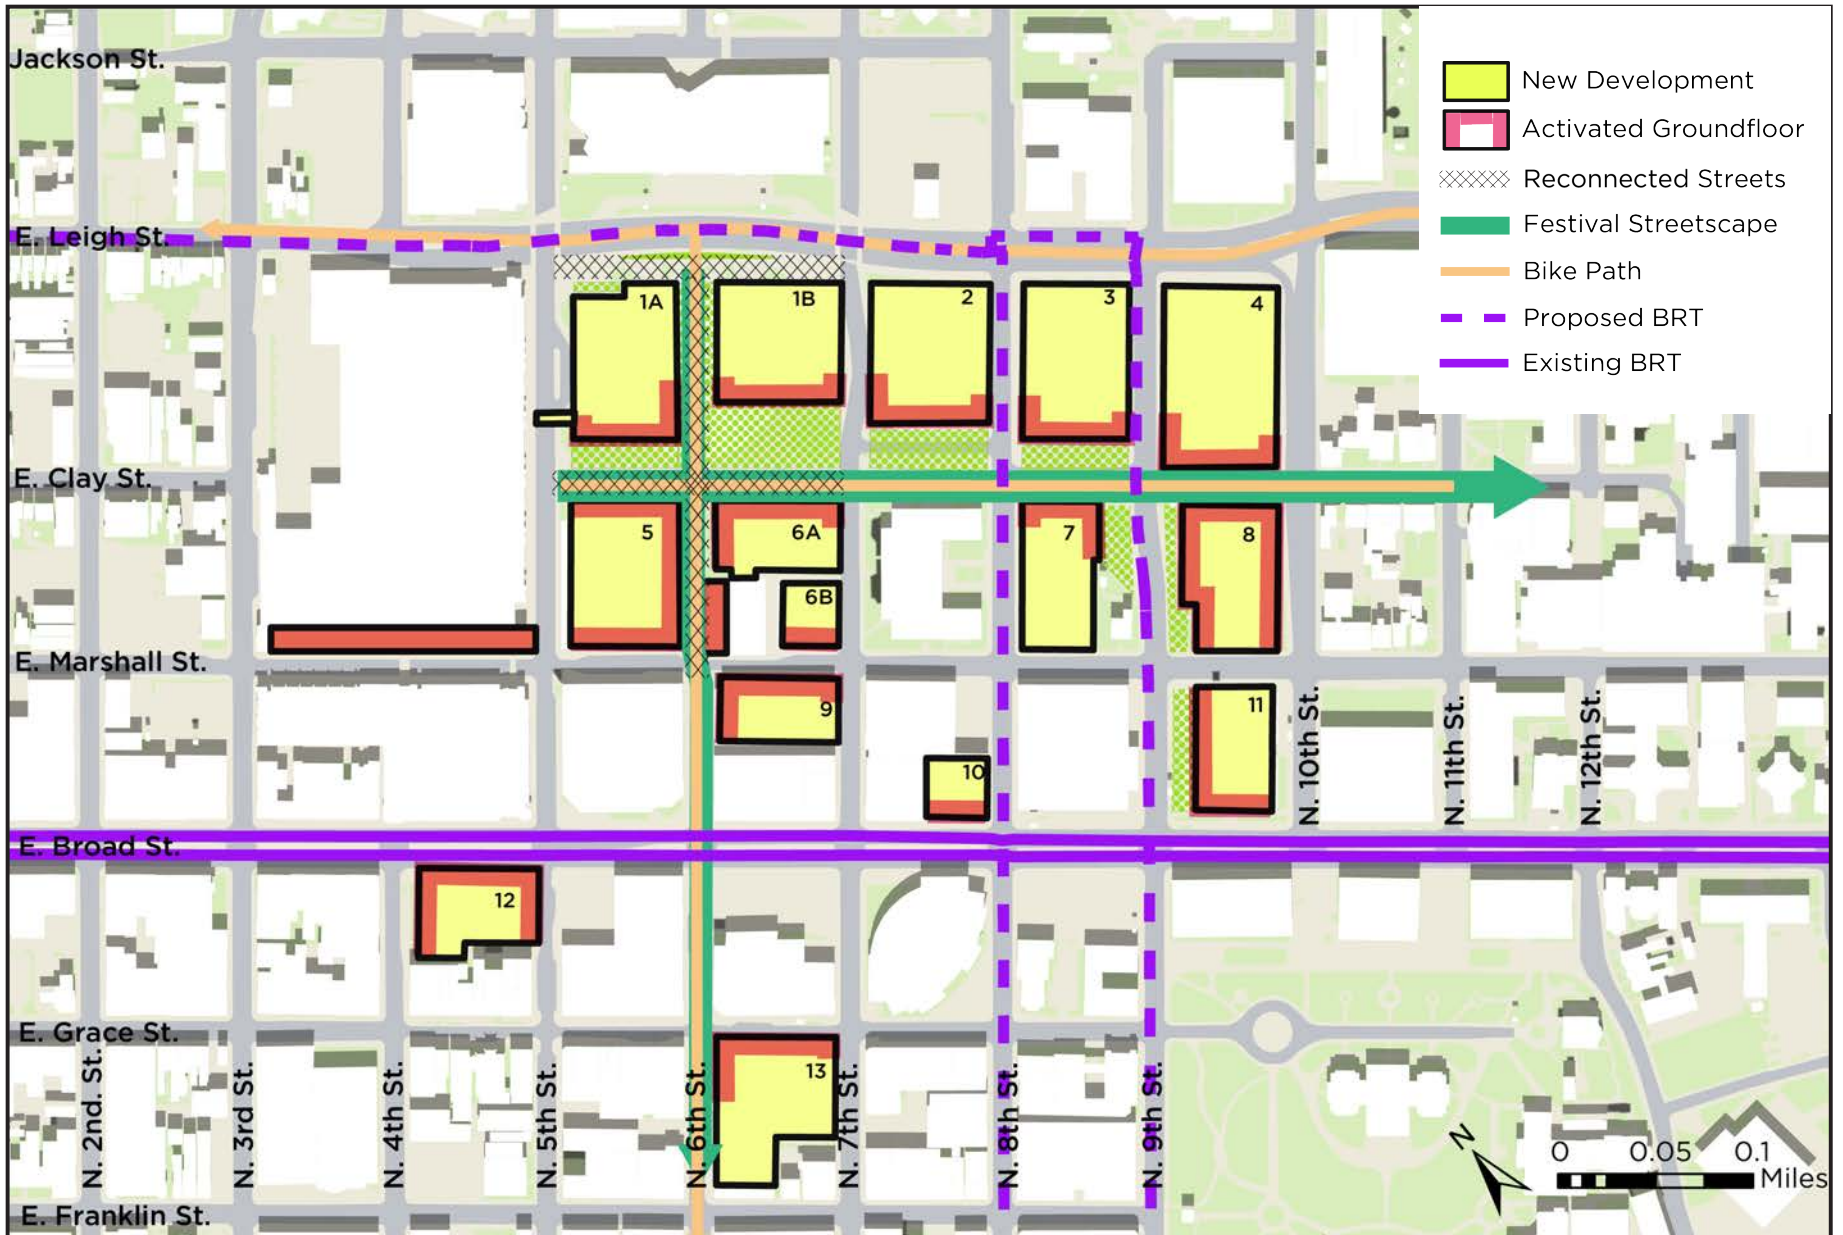 Jackson St.
New Development
Activated Groundfloor
Reconnected Streets
Festival Streetscape
Bike Path
Proposed BRT
Existing BRT
E. Leigh St.
1A
1B
2
3
4
E. Clay St.
5
6A
7
8
6B
E. Marshall St.
9
10
11
N. 10th St.
N. 11th St.
N. 12th St.
E. Broad St.
12
E. Grace St.
13
N. 2nd. St.
N. 3rd St.
N. 4th St.
N. 5th St.
N. 6th St.
N. 7th St.
N. 8th St.
N. 9th St.
N
0 0.05 0.1
Miles
E. Franklin St.